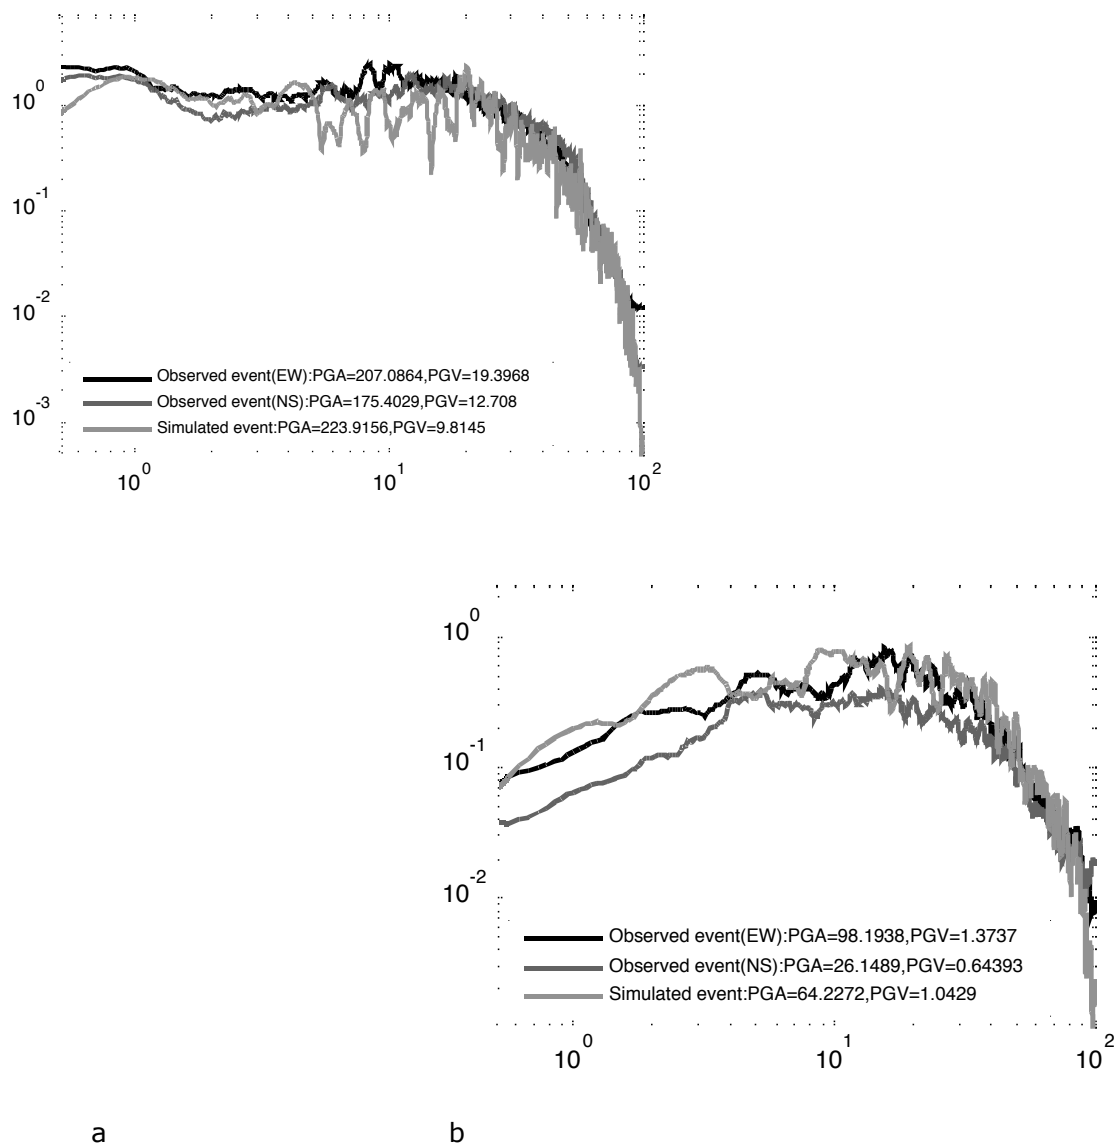 10^0
10^-1
10^-2
10^-3
Observed event(EW):PGA=207.0864,PGV=19.3968
Observed event(NS):PGA=175.4029,PGV=12.708
Simulated event:PGA=223.9156,PGV=9.8145
10^0 10^1 10^2
10^0
10^-1
10^-2
Observed event(EW):PGA=98.1938,PGV=1.3737
Observed event(NS):PGA=26.1489,PGV=0.64393
Simulated event:PGA=64.2272,PGV=1.0429
10^0 10^1 10^2
a b